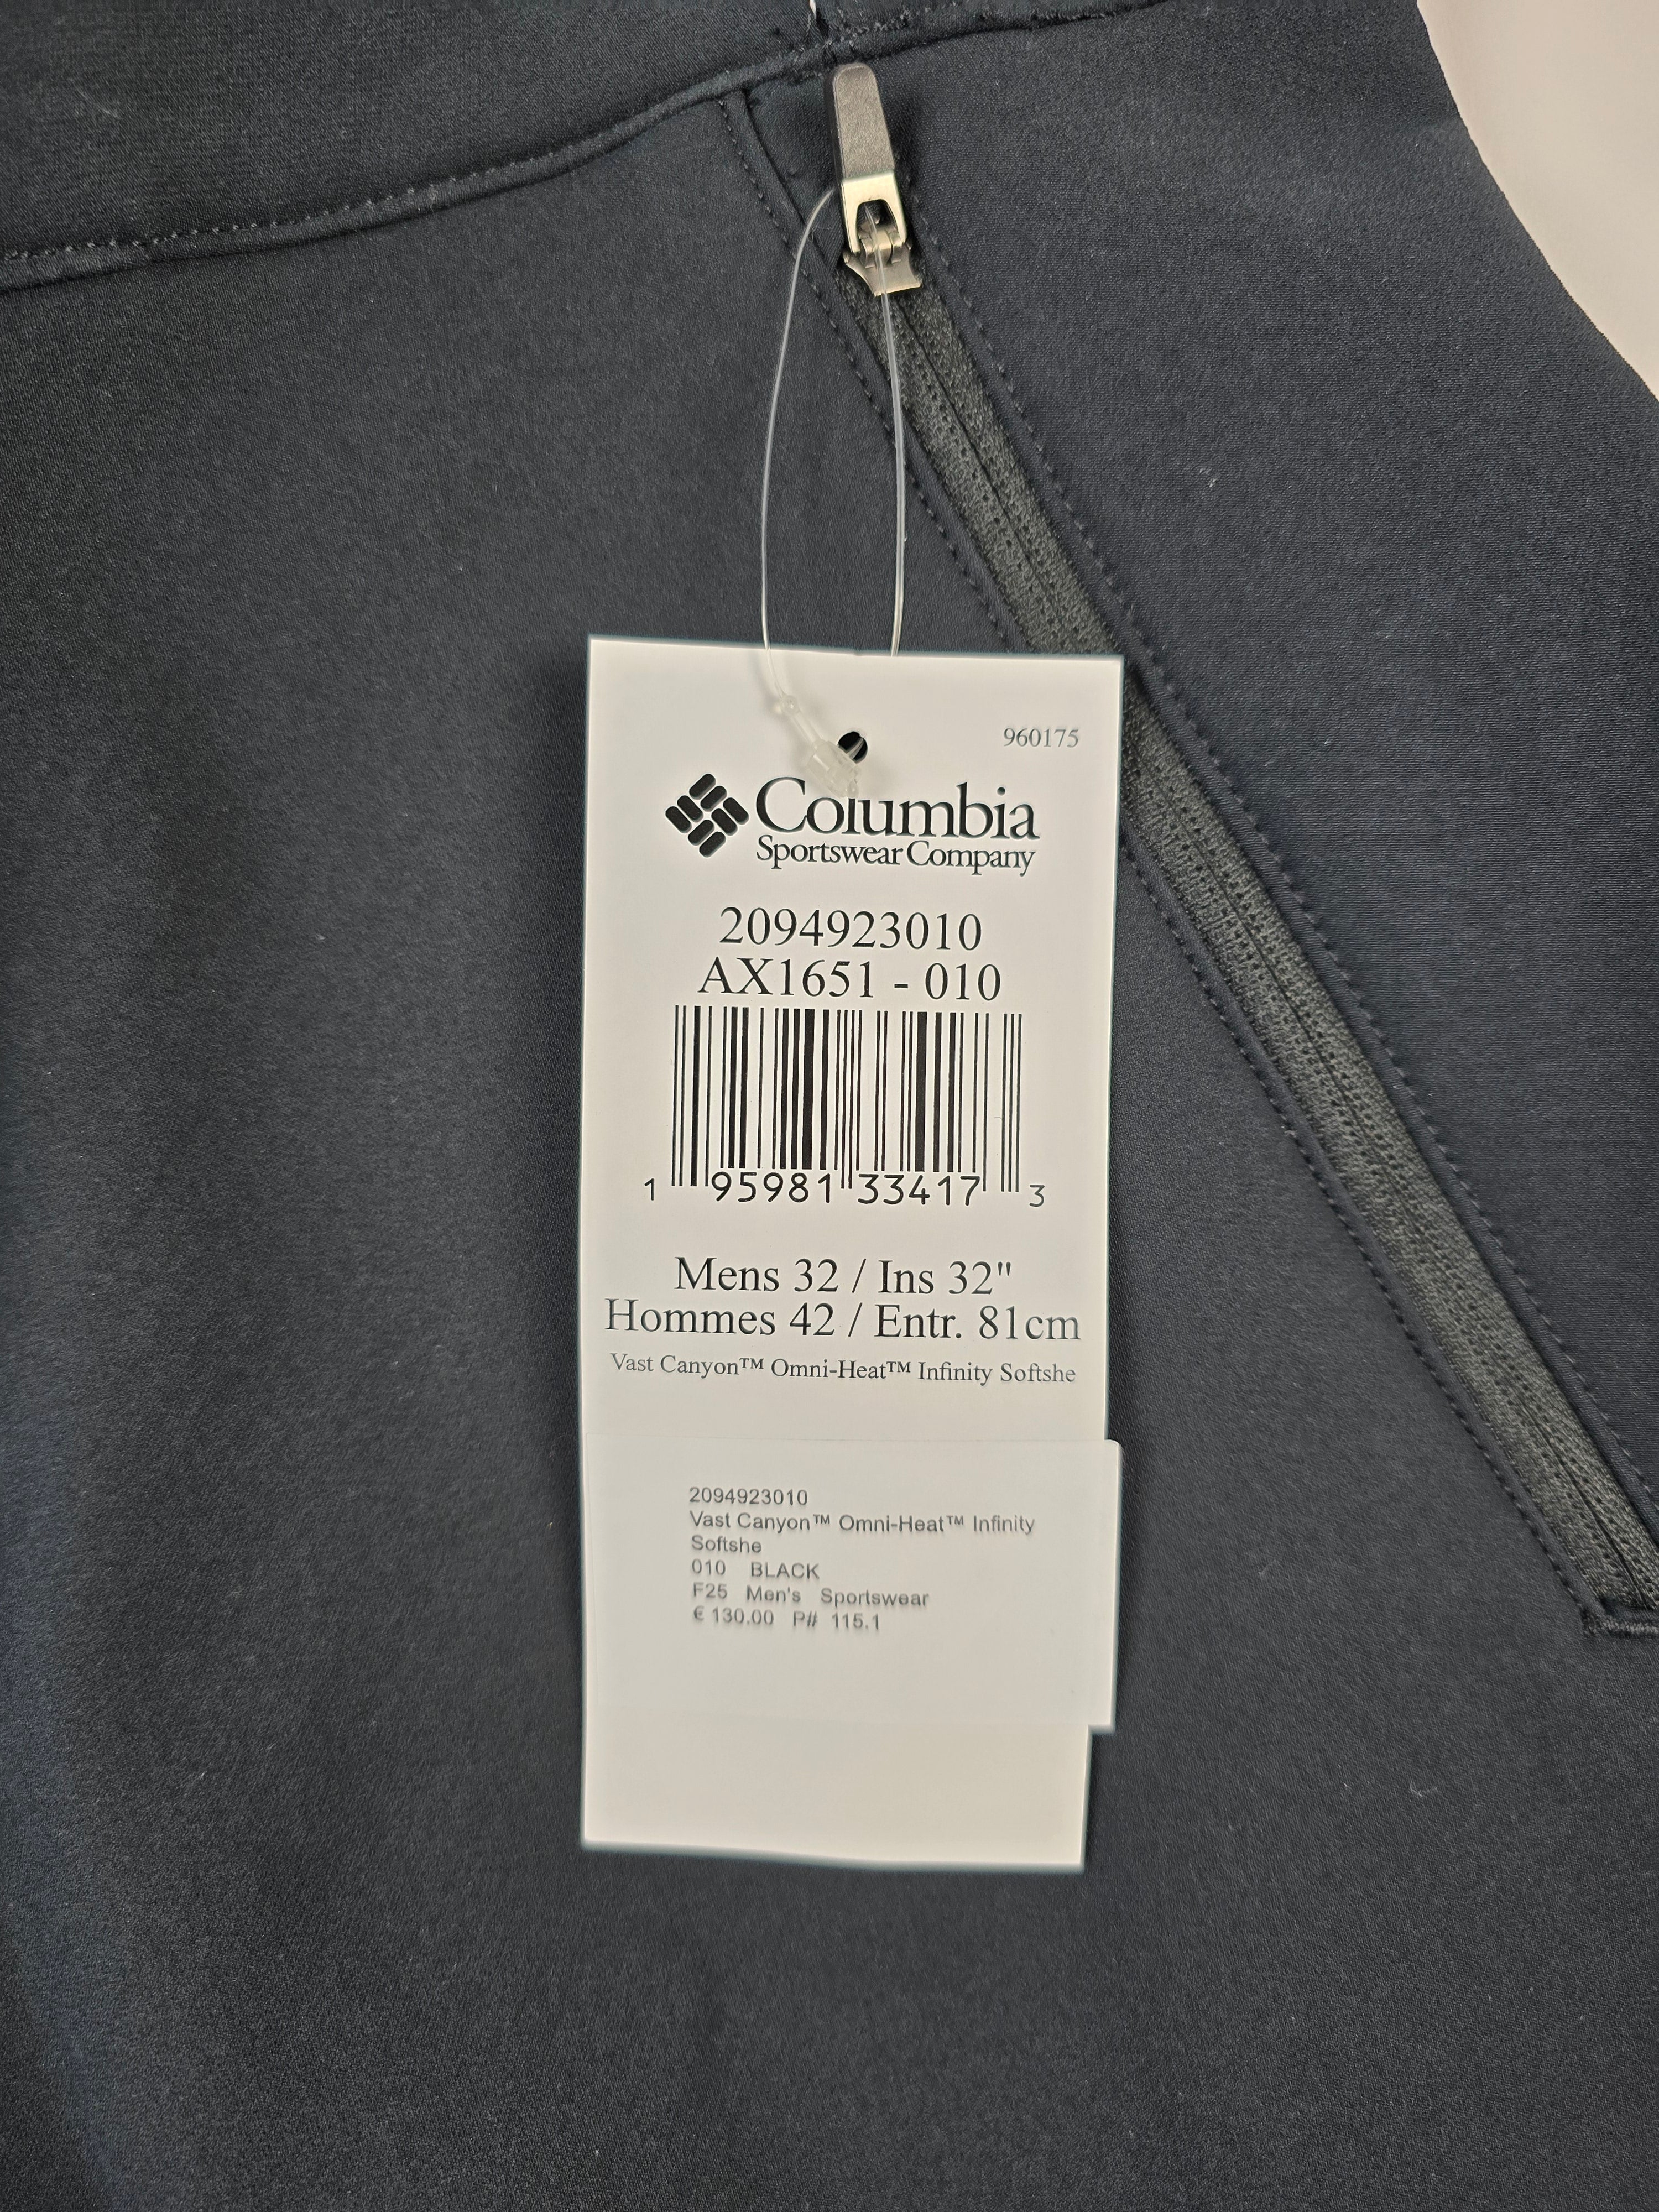 960175
Columbia
Sportswear Company
2094923010
AX1651 - 010
1 95981 33417 3
Mens 32 / Ins 32"
Hommes 42 / Entr. 81cm
Vast Canyon™ Omni-Heat™ Infinity Softshe
2094923010
Vast Canyon™ Omni-Heat™ Infinity
Softshe
010 BLACK
F25 Men's Sportswear
€ 130.00 P# 115.1